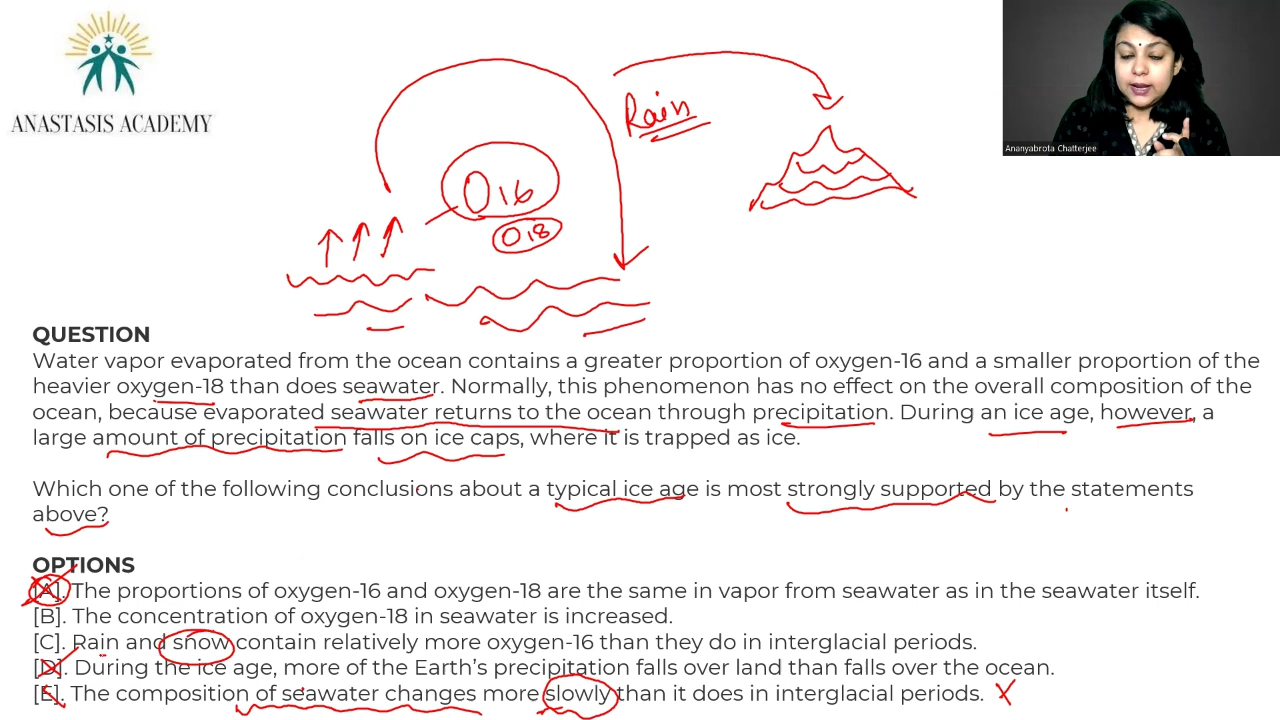 ANASTASIS ACADEMY
Rain
O16
O18
Ananyabrota Chatterjee
QUESTION
Water vapor evaporated from the ocean contains a greater proportion of oxygen-16 and a smaller proportion of the
heavier oxygen-18 than does seawater. Normally, this phenomenon has no effect on the overall composition of the
ocean, because evaporated seawater returns to the ocean through precipitation. During an ice age, however, a
large amount of precipitation falls on ice caps, where it is trapped as ice.
Which one of the following conclusions about a typical ice age is most strongly supported by the statements
above?
OPTIONS
[A]. The proportions of oxygen-16 and oxygen-18 are the same in vapor from seawater as in the seawater itself.
[B]. The concentration of oxygen-18 in seawater is increased.
[C]. Rain and snow contain relatively more oxygen-16 than they do in interglacial periods.
[D]. During the ice age, more of the Earth's precipitation falls over land than falls over the ocean.
[E]. The composition of seawater changes more slowly than it does in interglacial periods. X